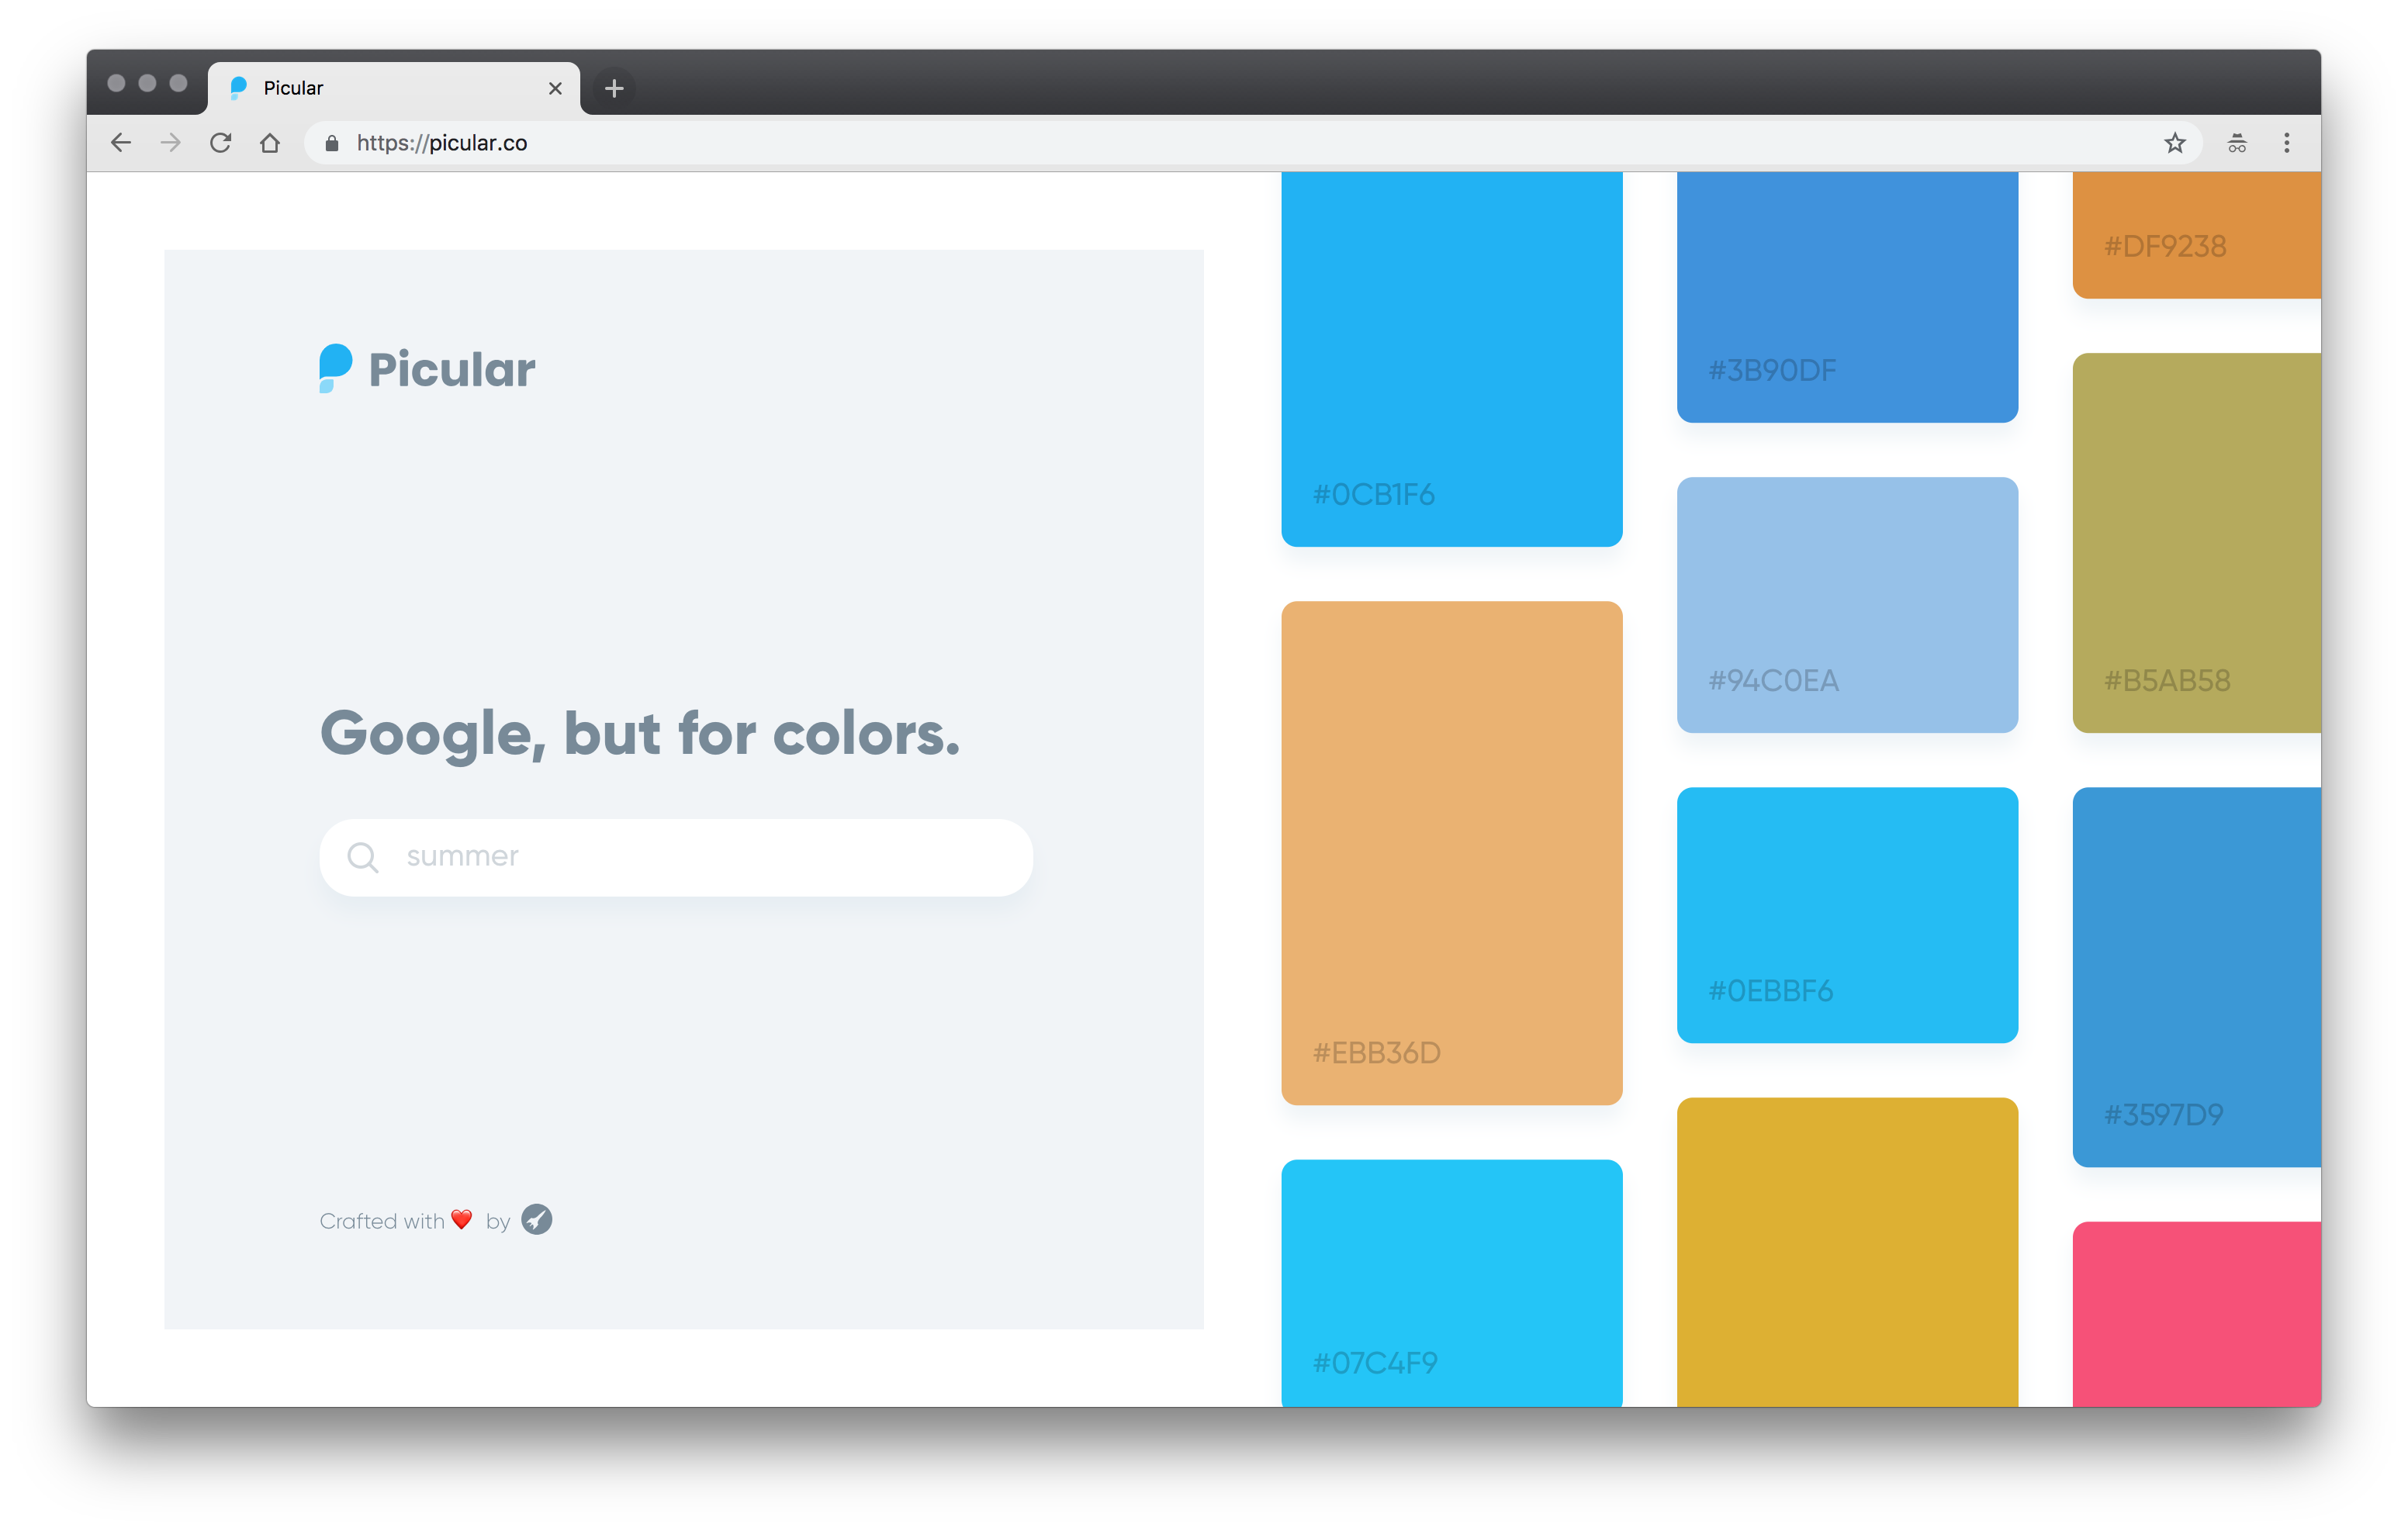 Picular
https://picular.co
Picular
Google, but for colors.
summer
Crafted with ❤️ by
#0CB1F6
#EBB36D
#07C4F9
#3B90DF
#94C0EA
#0EBBF6
#DF9238
#B5AB58
#3597D9